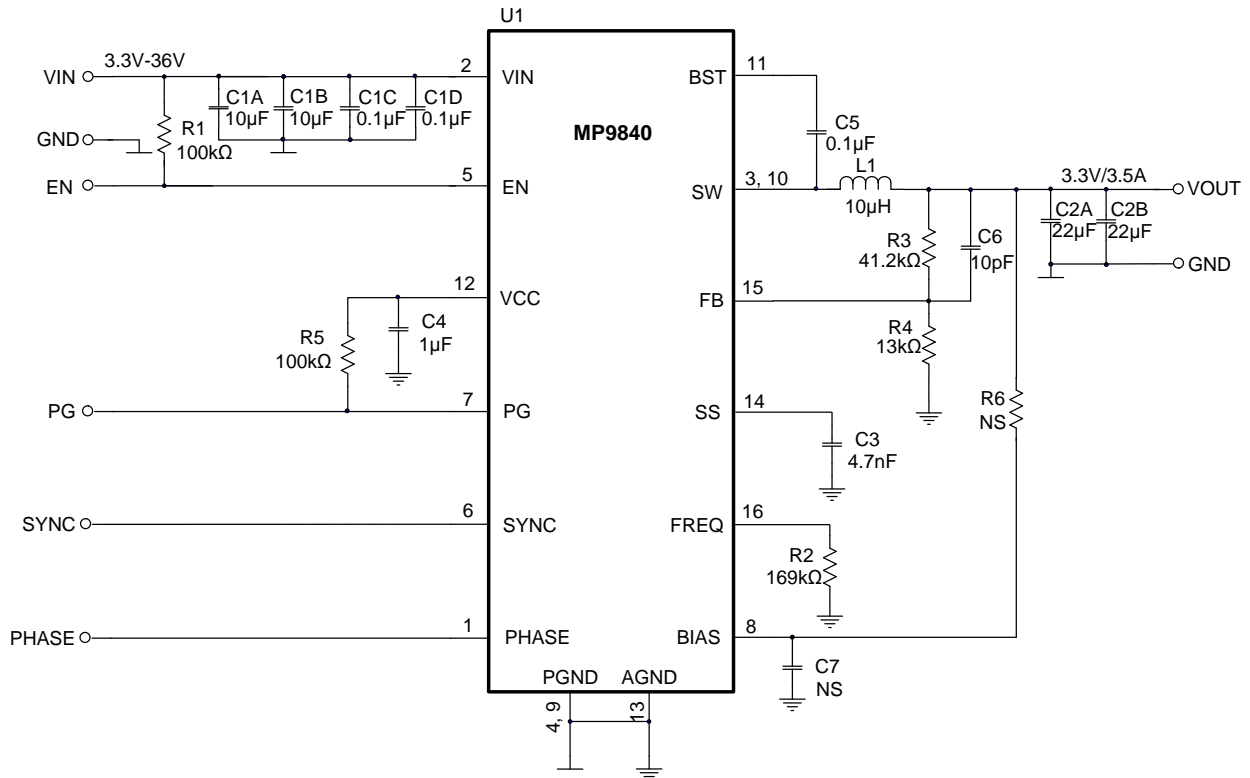 U1
MP9840
VIN
3.3V-36V
2
VIN
C1A
10µF
C1B
10µF
C1C
0.1µF
C1D
0.1µF
GND
R1
100kΩ
EN
5
EN
12
VCC
R5
100kΩ
C4
1µF
PG
7
PG
SYNC
6
SYNC
PHASE
1
PHASE
PGND
AGND
4, 9
13
BST
11
C5
0.1µF
SW
3, 10
L1
10µH
3.3V/3.5A
VOUT
R3
41.2kΩ
C6
10pF
C2A
22µF
C2B
22µF
GND
FB
15
R4
13kΩ
SS
14
C3
4.7nF
R6
NS
FREQ
16
R2
169kΩ
BIAS
8
C7
NS